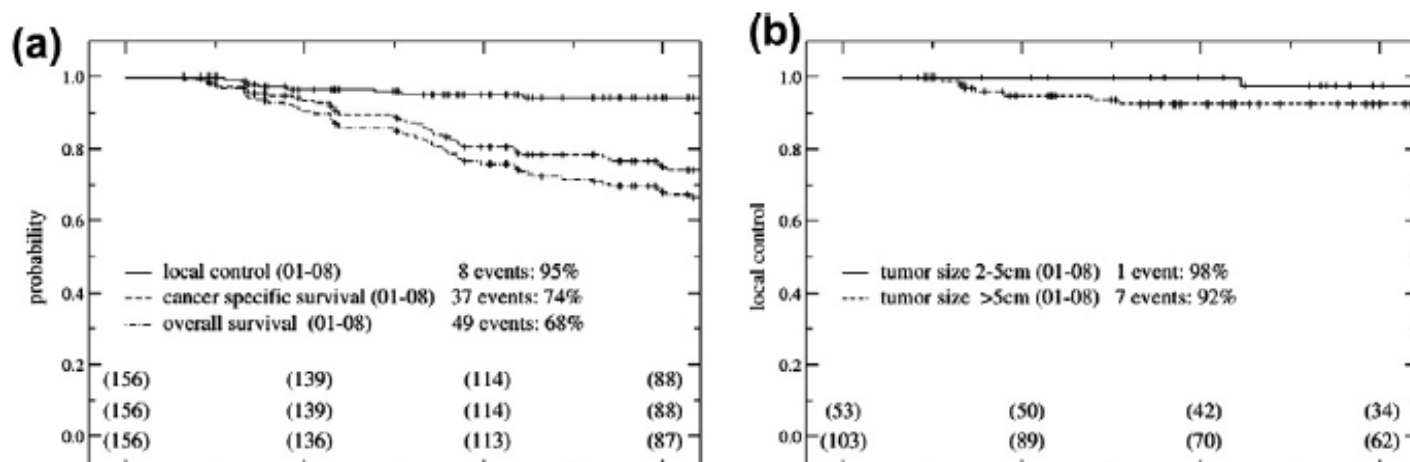 (a)
probability
1.0
0.8
0.6
0.4
0.2
0.0
local control (01-08) 8 events: 95%
cancer specific survival (01-08) 37 events: 74%
overall survival (01-08) 49 events: 68%
(156) (139) (114) (88)
(156) (139) (114) (88)
(156) (136) (113) (87)
(b)
local control
1.0
0.8
0.6
0.4
0.2
0.0
tumor size 2-5cm (01-08) 1 event: 98%
tumor size >5cm (01-08) 7 events: 92%
(53) (50) (42) (34)
(103) (89) (70) (62)